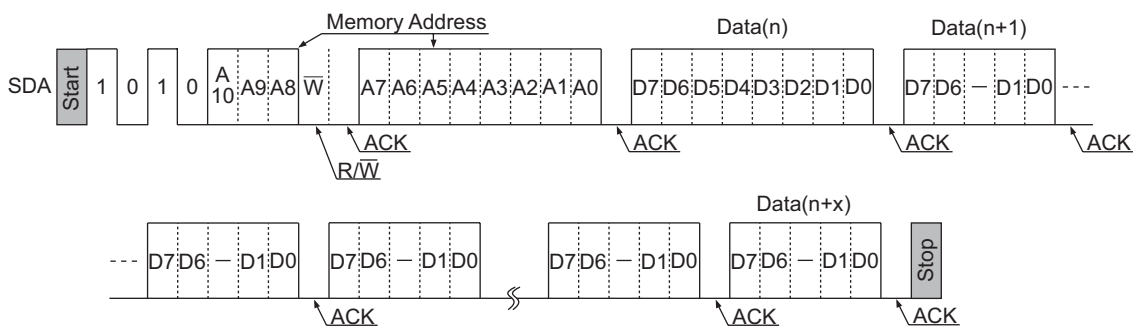 Memory Address
Data(n)
Data(n+1)
SDA Start 1 0 1 0 A10 A9 A8 W̅ A7 A6 A5 A4 A3 A2 A1 A0 D7 D6 D5 D4 D3 D2 D1 D0 D7 D6 — D1 D0 ---
ACK ACK ACK ACK
R/W̅
Data(n+x)
--- D7 D6 — D1 D0 D7 D6 — D1 D0 D7 D6 — D1 D0 D7 D6 — D1 D0 Stop
ACK ACK ACK